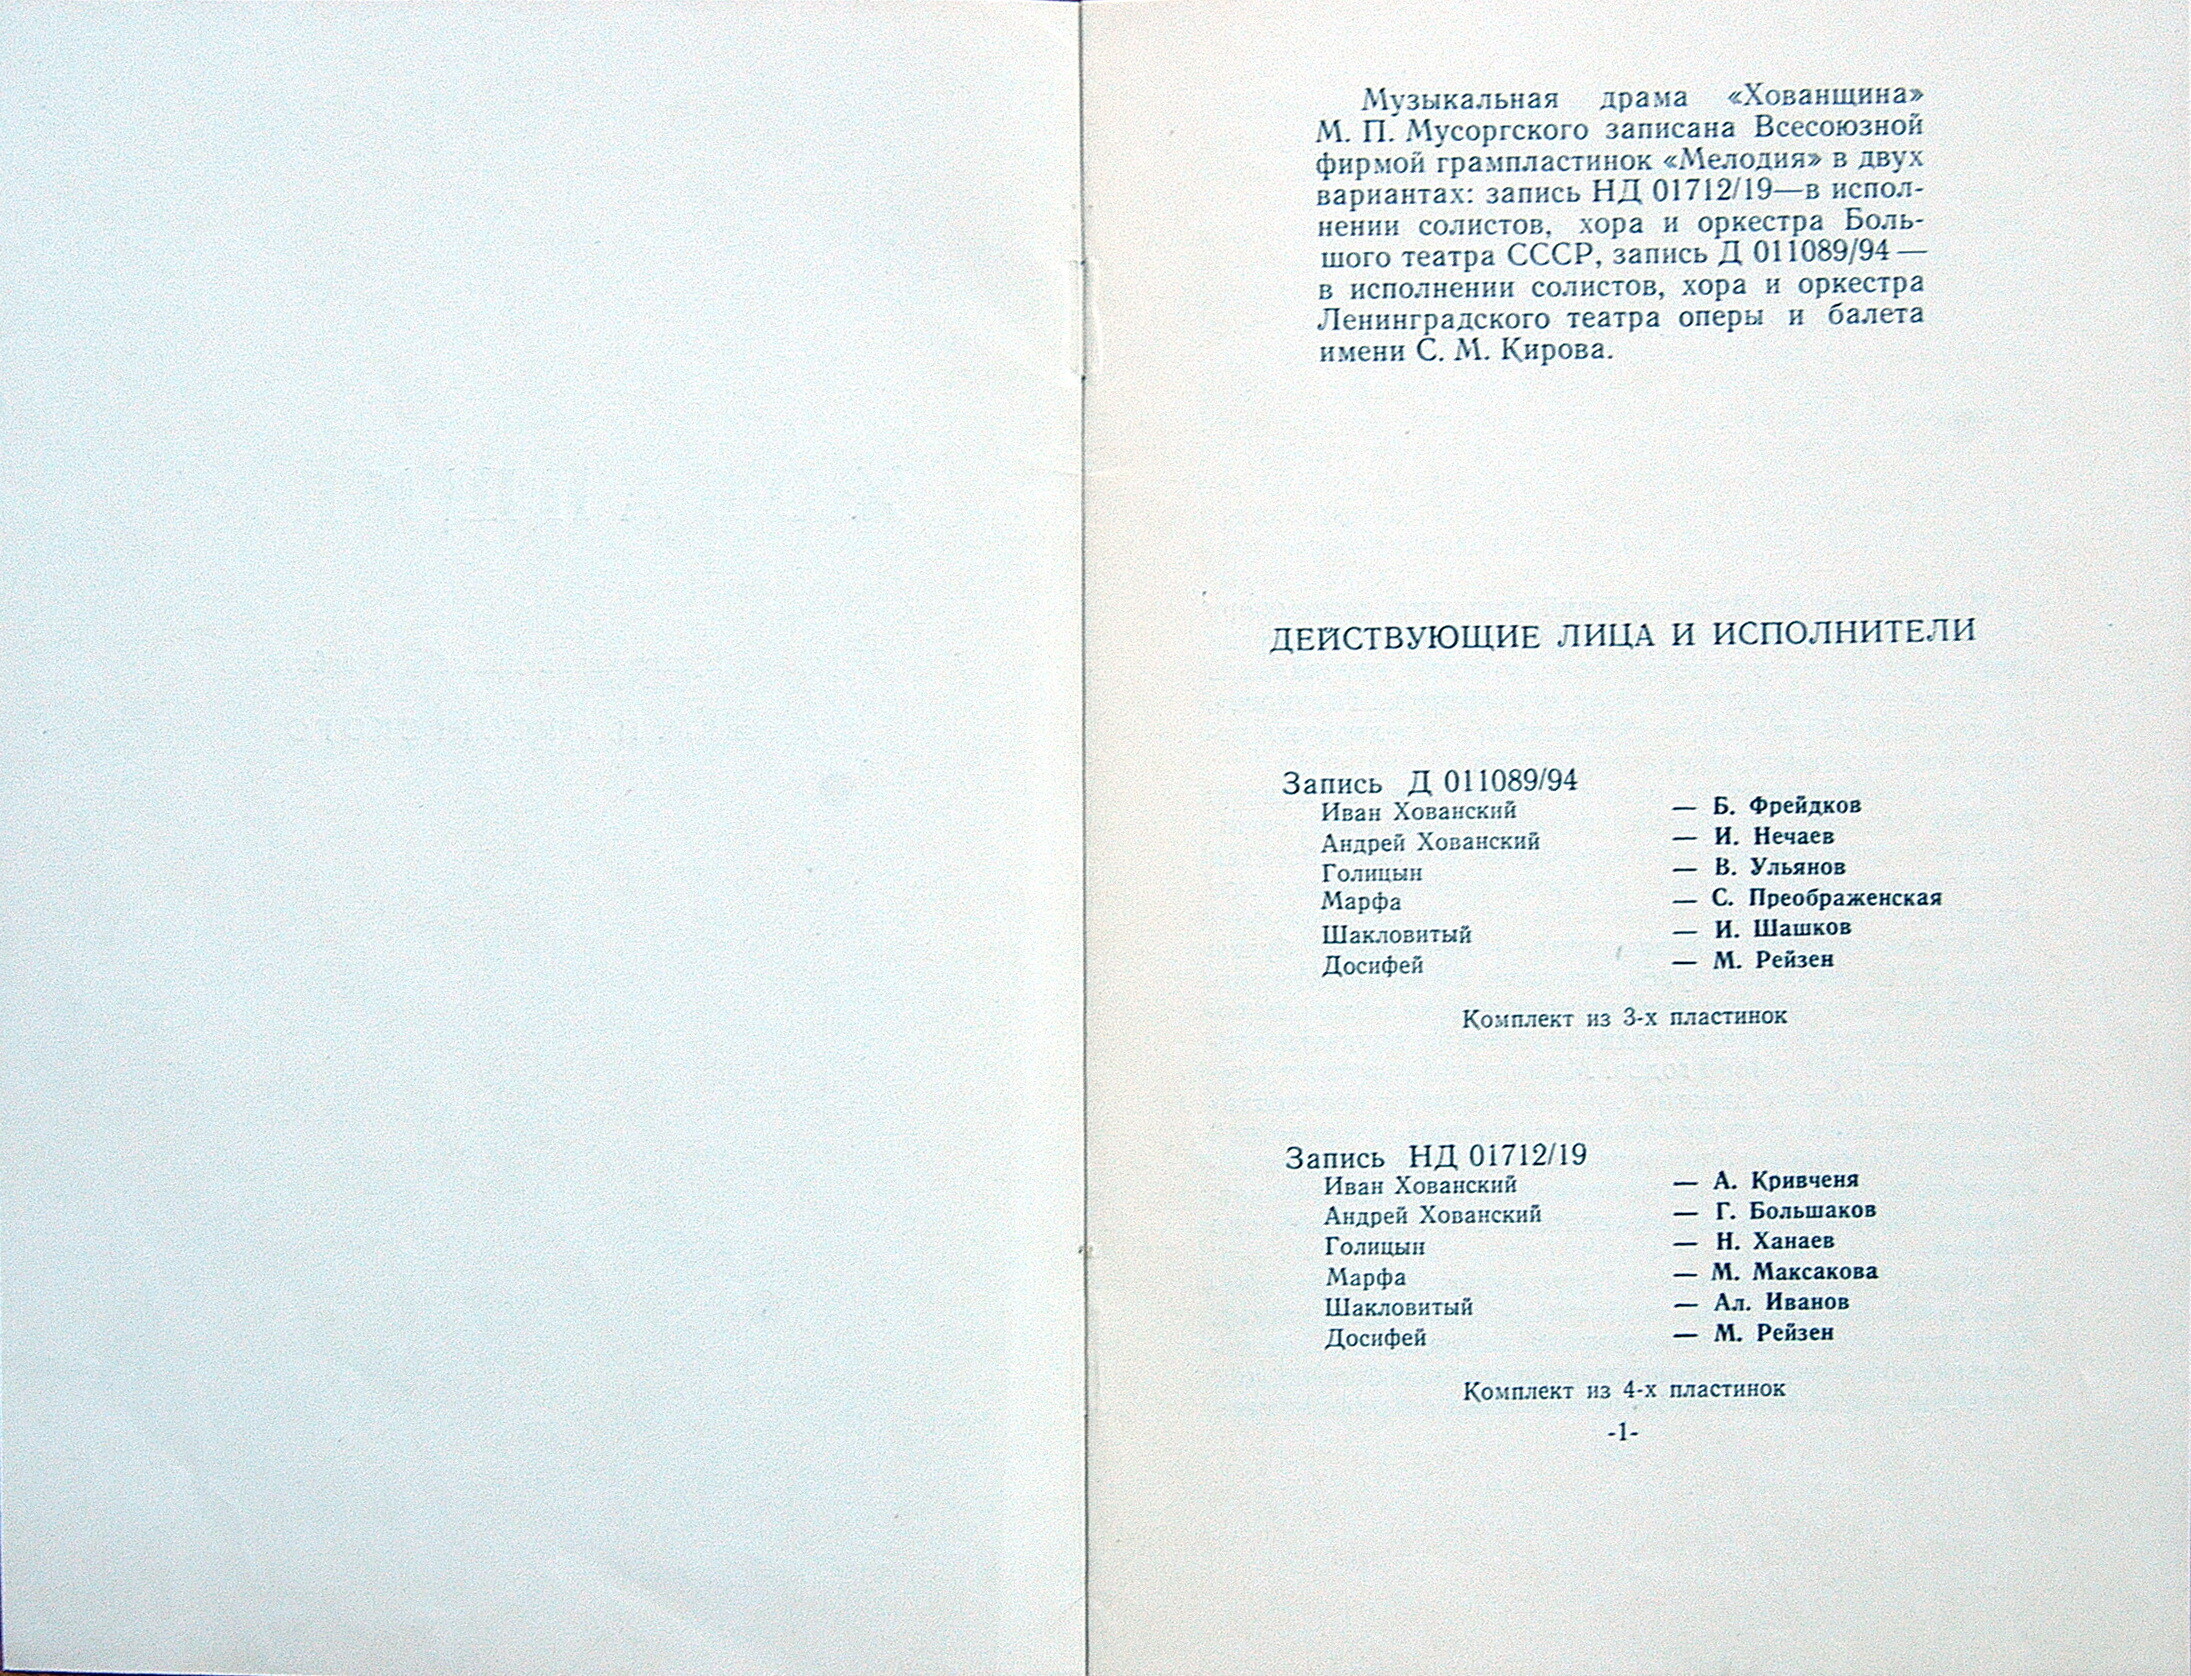 Музыкальная драма «Хованщина»
М. П. Мусоргского записана Всесоюзной
фирмой грампластинок «Мелодия» в двух
вариантах: запись НД 01712/19—в испол-
нении солистов, хора и оркестра Боль-
шого театра СССР, запись Д 011089/94 —
в исполнении солистов, хора и оркестра
Ленинградского театра оперы и балета
имени С. М. Кирова.
ДЕЙСТВУЮЩИЕ ЛИЦА И ИСПОЛНИТЕЛИ
Запись Д 011089/94
Иван Хованский — Б. Фрейдков
Андрей Хованский — И. Нечаев
Голицын — В. Ульянов
Марфа — С. Преображенская
Шакловитый — И. Шашков
Досифей — М. Рейзен
Комплект из 3-х пластинок
Запись НД 01712/19
Иван Хованский — А. Кривченя
Андрей Хованский — Г. Большаков
Голицын — Н. Ханаев
Марфа — М. Максакова
Шакловитый — Ал. Иванов
Досифей — М. Рейзен
Комплект из 4-х пластинок
-1-